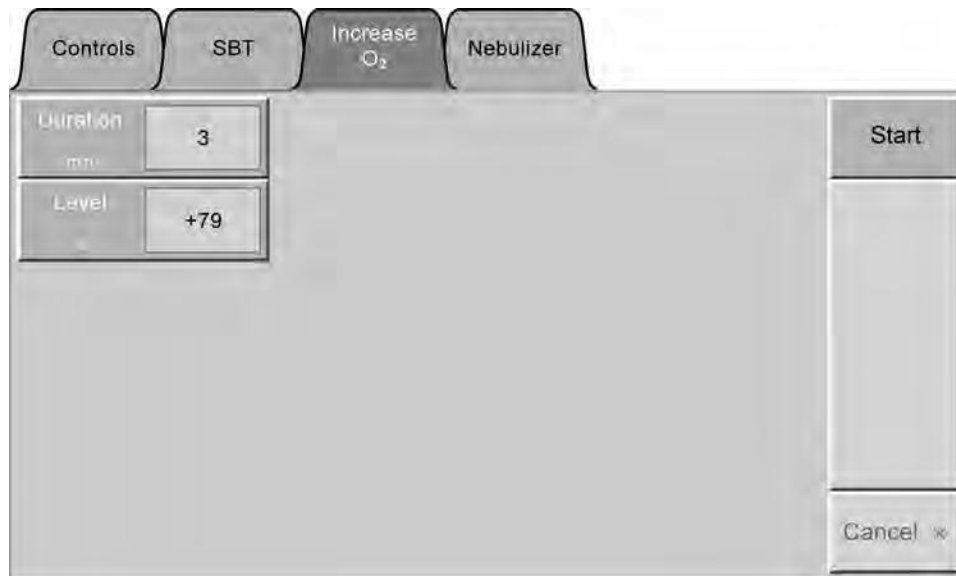 Controls
SBT
Increase
O₂
Nebulizer
Duration
3
min
Level
+79
Start
Cancel ×